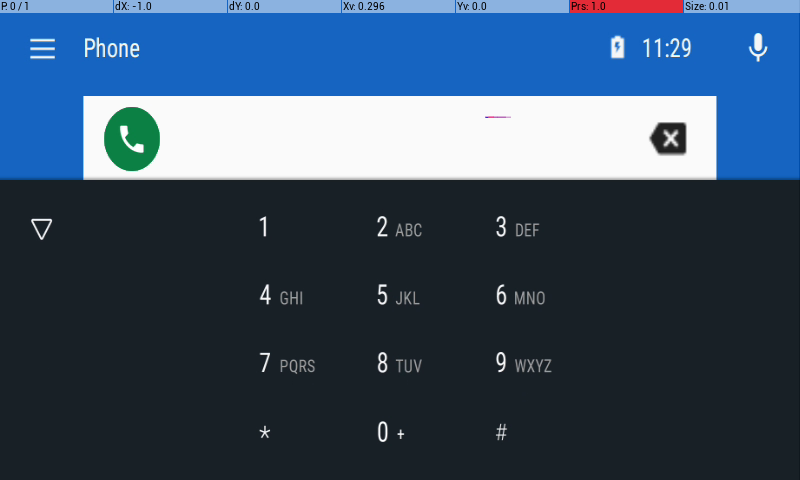 P: 0 / 1 dX: -1.0 dY: 0.0 Xv: 0.296 Yv: 0.0 Prs: 1.0 Size: 0.01
Phone 11:29
1 2 ABC 3 DEF
4 GHI 5 JKL 6 MNO
7 PQRS 8 TUV 9 WXYZ
* 0 + #